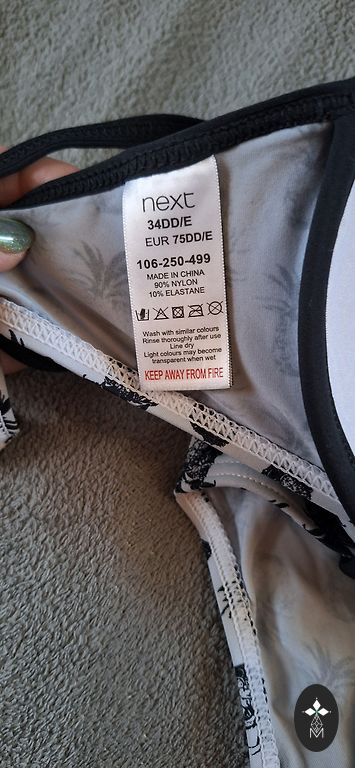 next
34DD/E
EUR 75DD/E
106-250-499
MADE IN CHINA
90% NYLON
10% ELASTANE
Wash with similar colours
Rinse thoroughly after use
Line dry
Light colours may become
transparent when wet
KEEP AWAY FROM FIRE
M